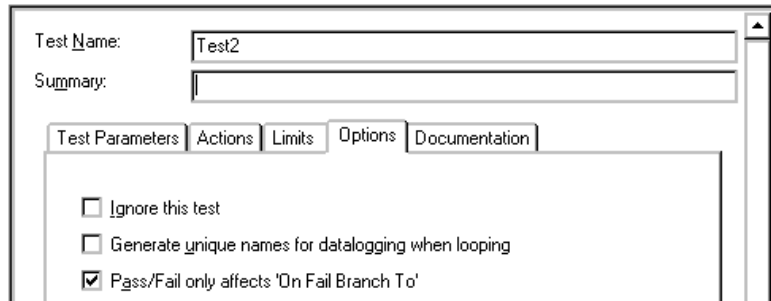 Test Name: Test2
Summary:
Test Parameters Actions Limits Options Documentation
Ignore this test
Generate unique names for datalogging when looping
Pass/Fail only affects 'On Fail Branch To'